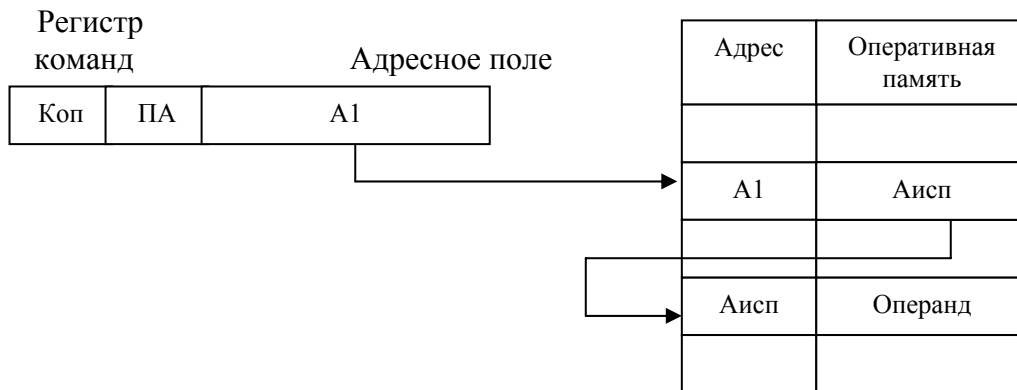 Регистр
команд
Адресное поле
Коп ПА А1
Адрес Оперативная
память
А1 Аисп
Аисп Операнд